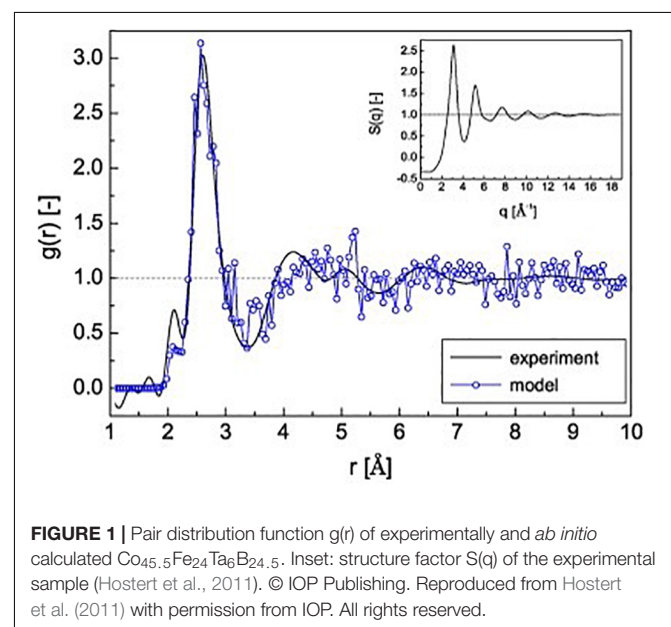 3.0
2.5
2.0
1.5
1.0
0.5
0.0
g(r) [-]
1 2 3 4 5 6 7 8 9 10
r [Å]
2.5
2.0
1.5
1.0
0.5
0.0
-0.5
S(q) [-]
0 2 4 6 8 10 12 14 16 18
q [Å⁻¹]
experiment
model
FIGURE 1 | Pair distribution function g(r) of experimentally and ab initio
calculated Co45.5Fe24Ta6B24.5. Inset: structure factor S(q) of the experimental
sample (Hostert et al., 2011). © IOP Publishing. Reproduced from Hostert
et al. (2011) with permission from IOP. All rights reserved.